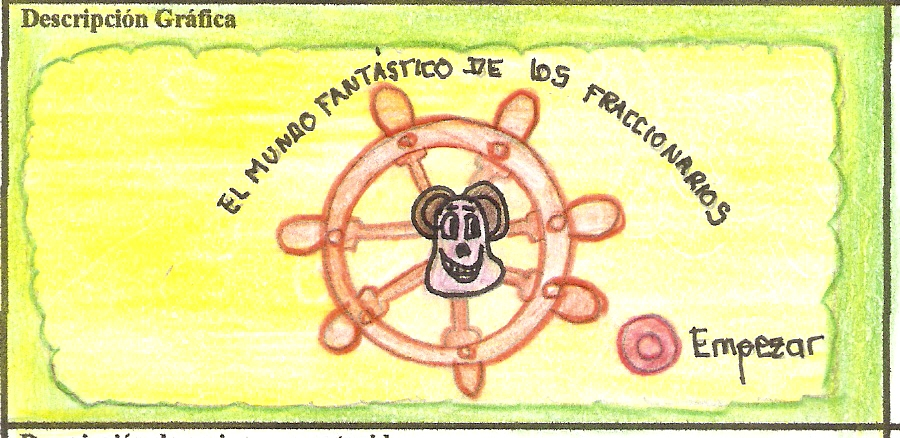 Descripción Gráfica
EL MUNDO FANTÁSTICO DE LOS FRACCIONARIOS
Empezar